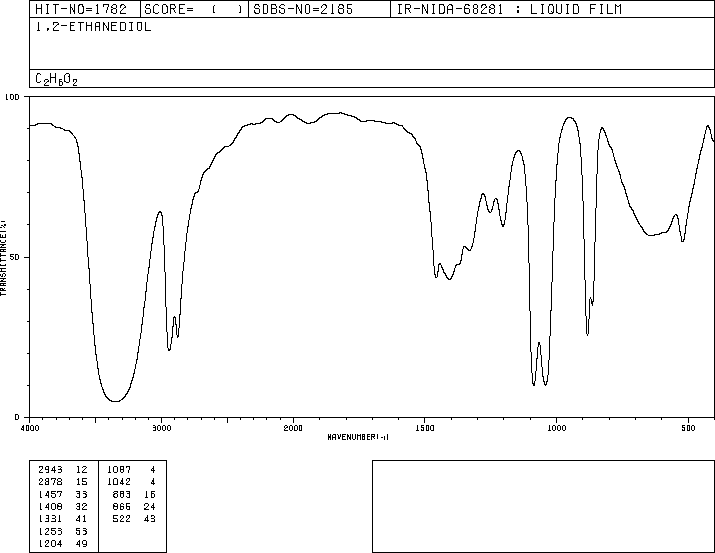 HIT-NO=1782 SCORE= ( ) SDBS-NO=2185 IR-NIDA-68281 : LIQUID FILM
1,2-ETHANEDIOL
C2H6O2
100
50
0
TRANSMITTANCE(%)
4000 3000 2000 1500 1000 500
WAVENUMBER(-1)
2943 12 1087 4
2878 15 1042 4
1457 33 883 16
1408 32 866 24
1331 41 522 43
1253 53
1204 49